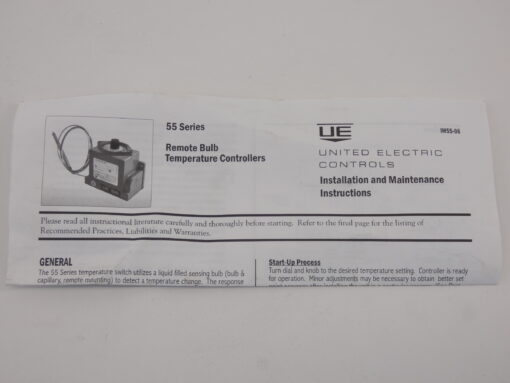 55 Series
Remote Bulb
Temperature Controllers
UE
IM55-06
UNITED ELECTRIC
CONTROLS
Installation and Maintenance
Instructions
Please read all instructional literature carefully and thoroughly before starting. Refer to the final page for the listing of
Recommended Practices, Liabilities and Warranties.
GENERAL
The 55 Series temperature switch utilizes a liquid filled sensing bulb (bulb &
capillary, remote mounting) to detect a temperature change. The response
Start-Up Process
Turn dial and knob to the desired temperature setting. Controller is ready
for operation. Minor adjustments may be necessary to obtain better set